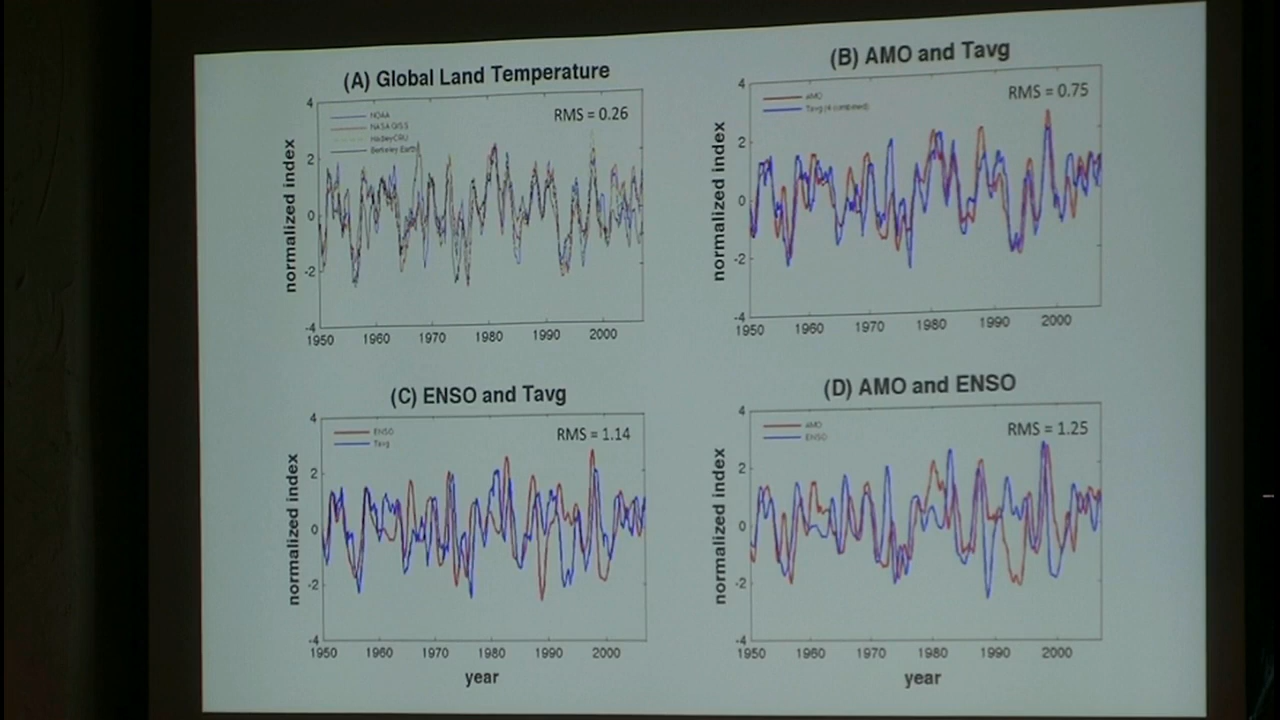 (A) Global Land Temperature
RMS = 0.26
NOAA
NASA GISS
HadleyCRU
Berkeley Earth
normalized index
4
2
0
-2
-4
1950 1960 1970 1980 1990 2000
(B) AMO and Tavg
RMS = 0.75
AMO
Tavg (4 combined)
normalized index
4
2
0
-2
-4
1950 1960 1970 1980 1990 2000
(C) ENSO and Tavg
RMS = 1.14
ENSO
Tavg
normalized index
4
2
0
-2
-4
1950 1960 1970 1980 1990 2000
year
(D) AMO and ENSO
RMS = 1.25
AMO
ENSO
normalized index
4
2
0
-2
-4
1950 1960 1970 1980 1990 2000
year